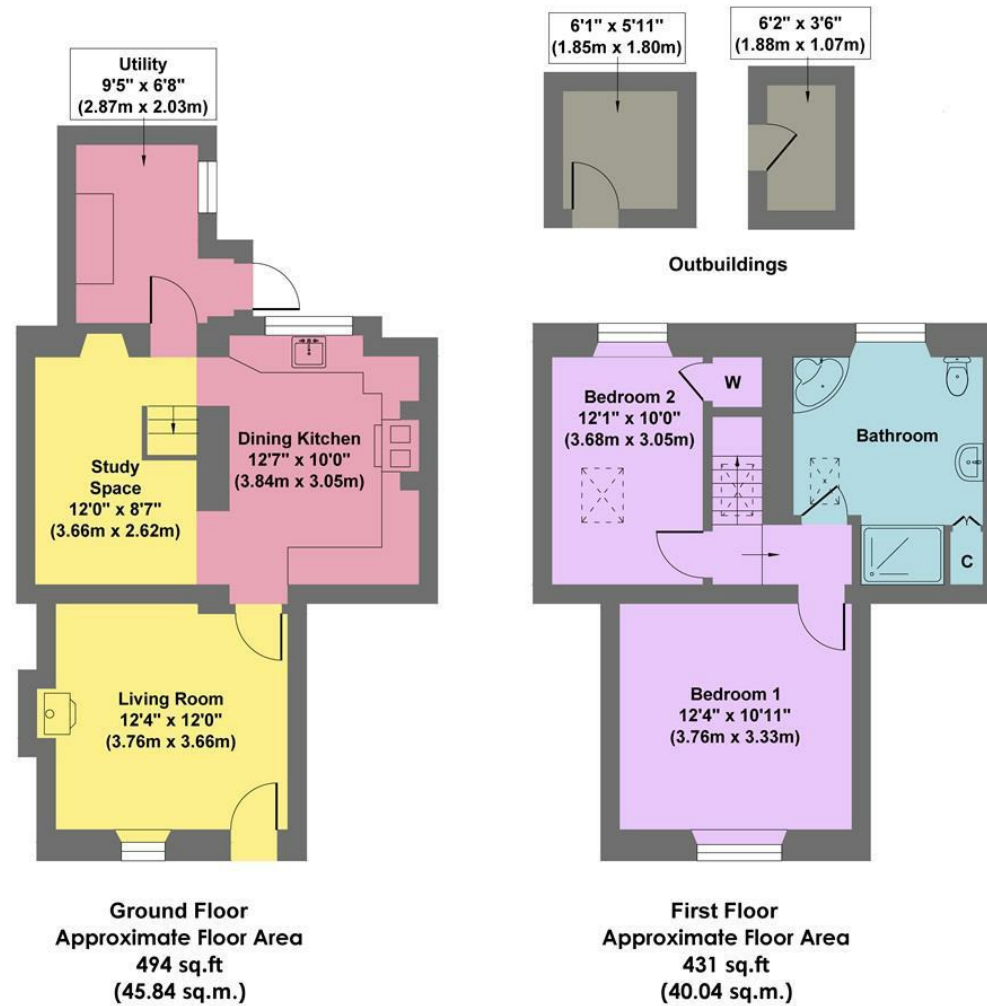 Utility
9'5" x 6'8"
(2.87m x 2.03m)
6'1" x 5'11"
(1.85m x 1.80m)
6'2" x 3'6"
(1.88m x 1.07m)
Outbuildings
Study
Space
12'0" x 8'7"
(3.66m x 2.62m)
Dining Kitchen
12'7" x 10'0"
(3.84m x 3.05m)
Living Room
12'4" x 12'0"
(3.76m x 3.66m)
Bedroom 2
12'1" x 10'0"
(3.68m x 3.05m)
W
Bathroom
C
Bedroom 1
12'4" x 10'11"
(3.76m x 3.33m)
Ground Floor
Approximate Floor Area
494 sq.ft
(45.84 sq.m.)
First Floor
Approximate Floor Area
431 sq.ft
(40.04 sq.m.)